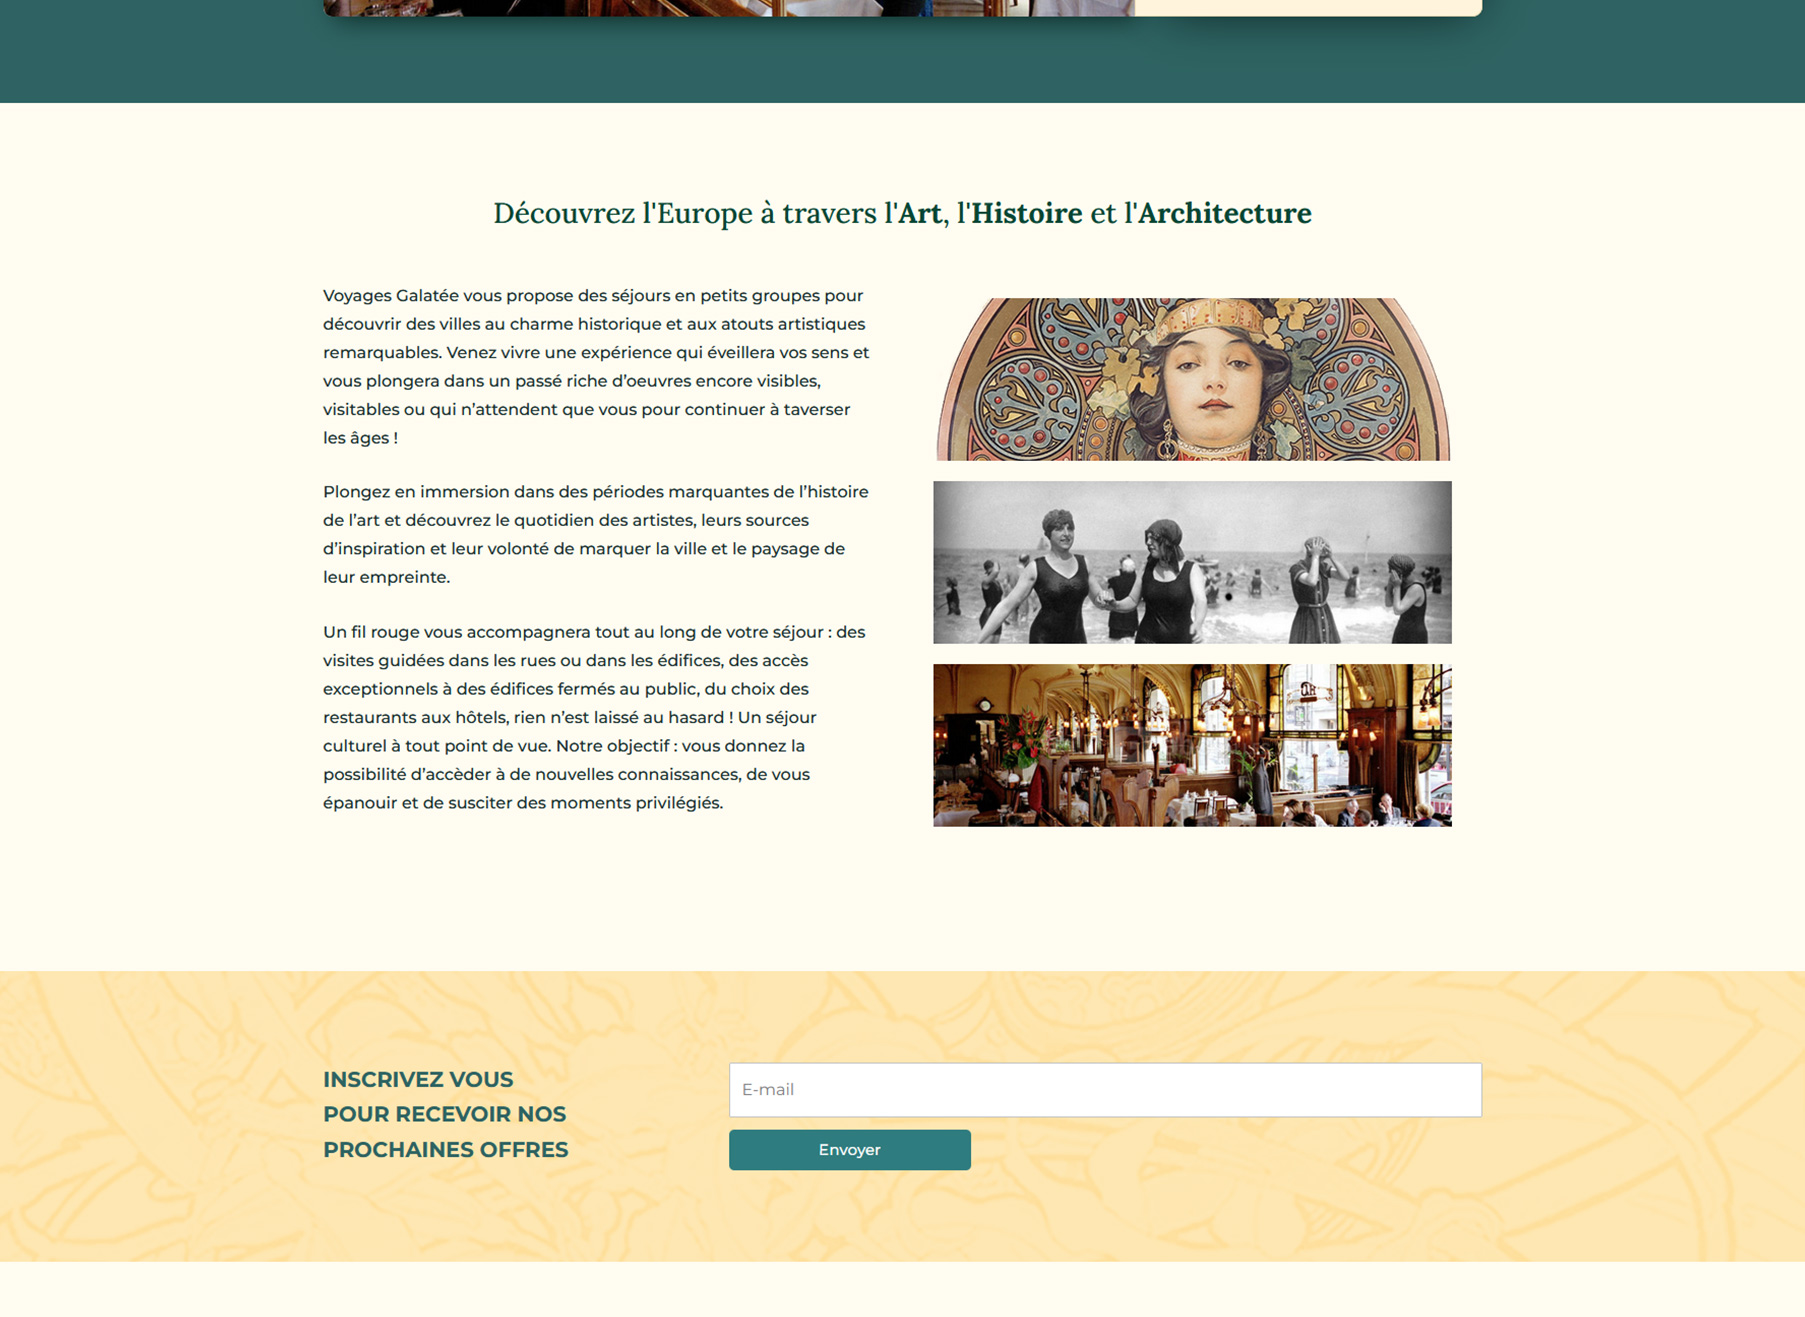 Découvrez l'Europe à travers l'Art, l'Histoire et l'Architecture
Voyages Galatée vous propose des séjours en petits groupes pour
découvrir des villes au charme historique et aux atouts artistiques
remarquables. Venez vivre une expérience qui éveillera vos sens et
vous plongera dans un passé riche d’oeuvres encore visibles,
visitables ou qui n’attendent que vous pour continuer à taverser
les âges !
Plongez en immersion dans des périodes marquantes de l’histoire
de l’art et découvrez le quotidien des artistes, leurs sources
d’inspiration et leur volonté de marquer la ville et le paysage de
leur empreinte.
Un fil rouge vous accompagnera tout au long de votre séjour : des
visites guidées dans les rues ou dans les édifices, des accès
exceptionnels à des édifices fermés au public, du choix des
restaurants aux hôtels, rien n’est laissé au hasard ! Un séjour
culturel à tout point de vue. Notre objectif : vous donnez la
possibilité d’accèder à de nouvelles connaissances, de vous
épanouir et de susciter des moments privilégiés.
INSCRIVEZ VOUS
POUR RECEVOIR NOS
PROCHAINES OFFRES
E-mail
Envoyer